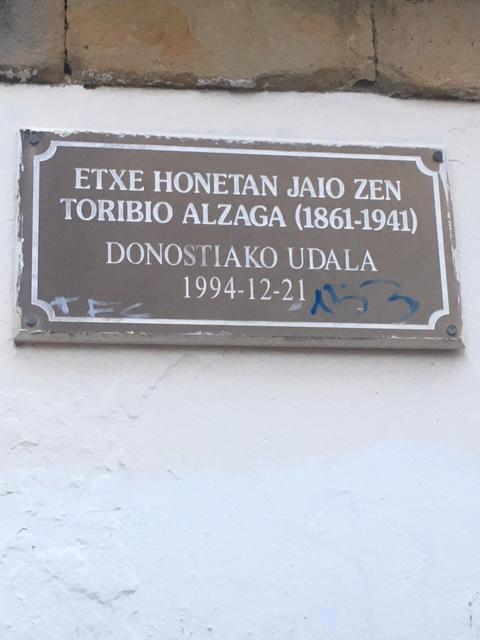 ETXE HONETAN JAIO ZEN
TORIBIO ALZAGA (1861-1941)
DONOSTIAKO UDALA
1994-12-21